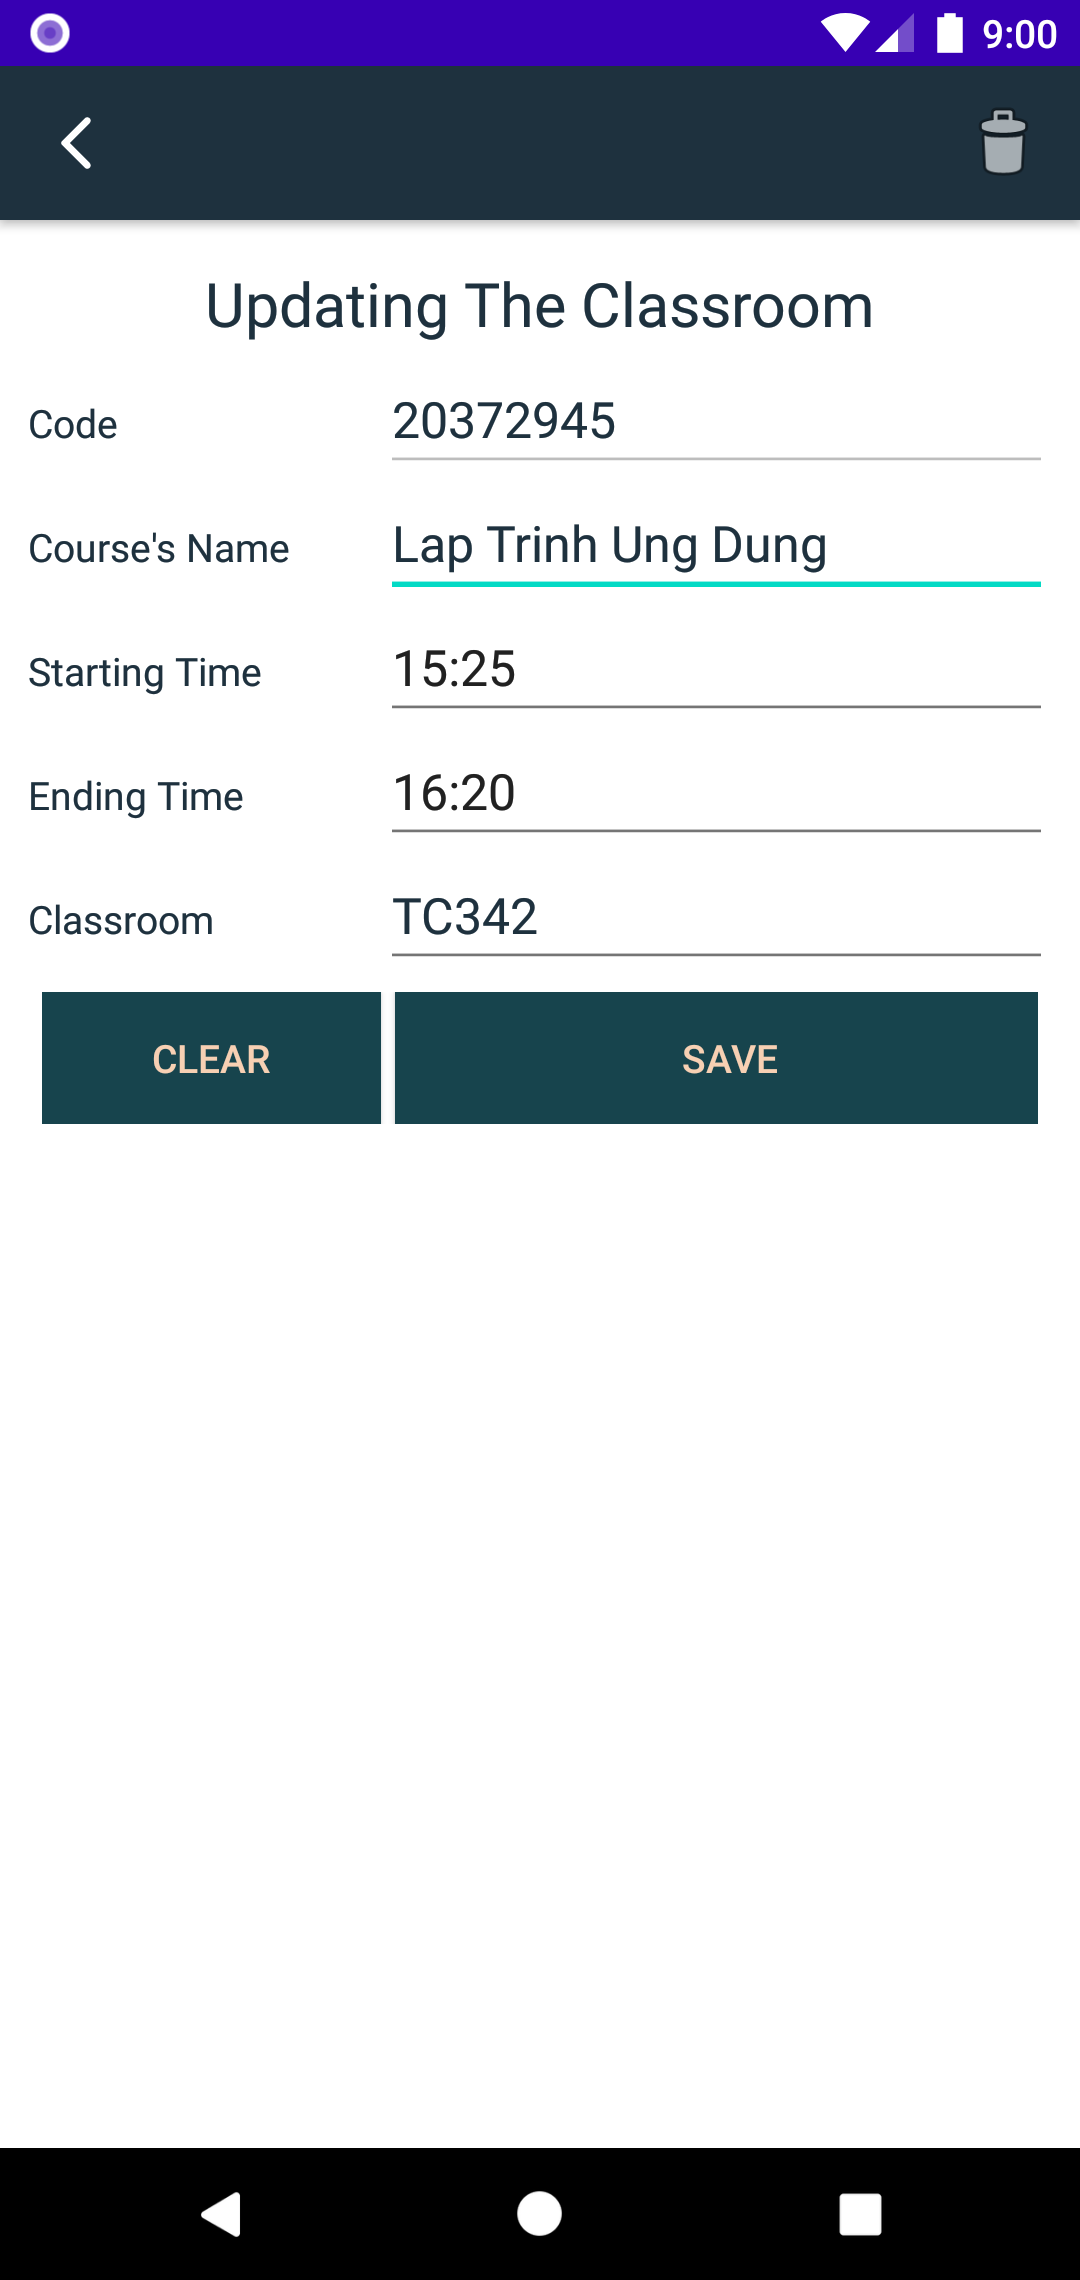 9:00
Updating The Classroom
Code 20372945
Course's Name Lap Trinh Ung Dung
Starting Time 15:25
Ending Time 16:20
Classroom TC342
CLEAR SAVE